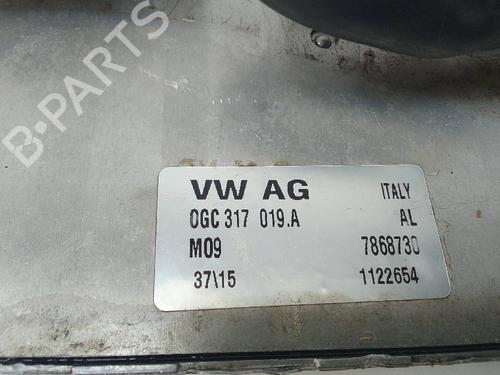 B-PARTS
VW AG ITALY
0GC 317 019.A AL
M09 7868730
37\15 1122654